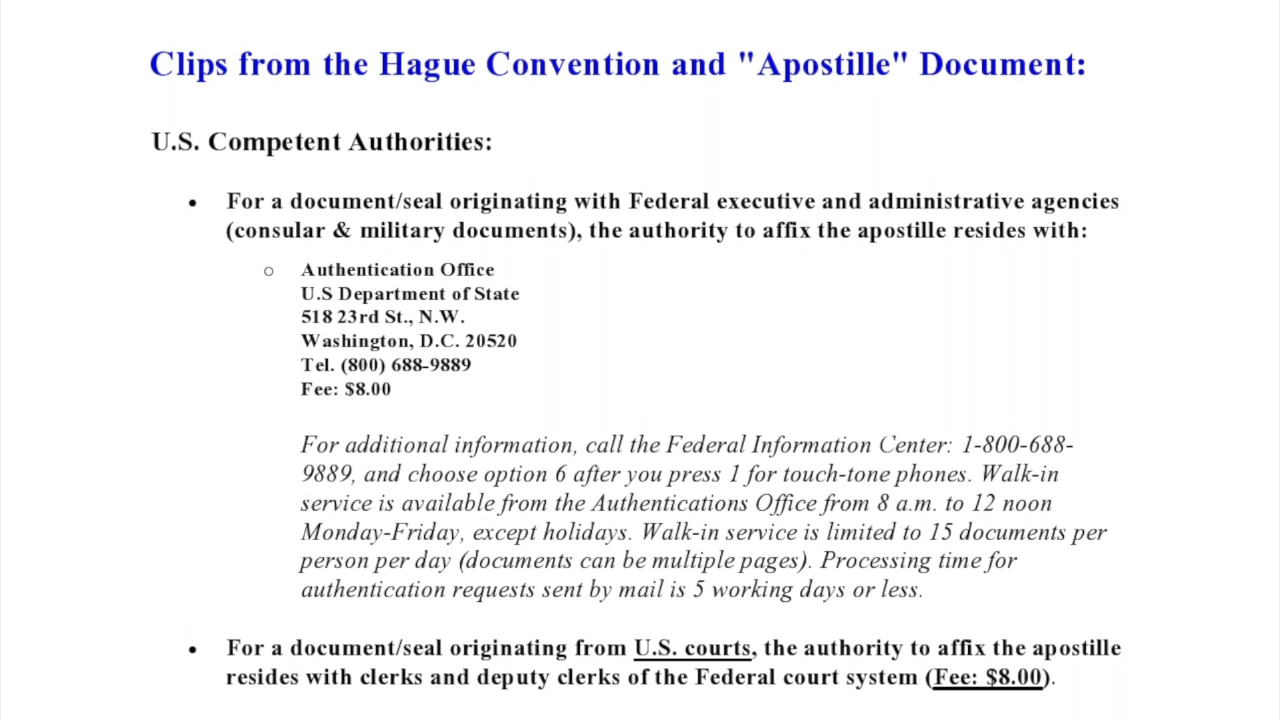 Clips from the Hague Convention and "Apostille" Document:
U.S. Competent Authorities:
• For a document/seal originating with Federal executive and administrative agencies
(consular & military documents), the authority to affix the apostille resides with:
o Authentication Office
U.S Department of State
518 23rd St., N.W.
Washington, D.C. 20520
Tel. (800) 688-9889
Fee: $8.00
For additional information, call the Federal Information Center: 1-800-688-
9889, and choose option 6 after you press 1 for touch-tone phones. Walk-in
service is available from the Authentications Office from 8 a.m. to 12 noon
Monday-Friday, except holidays. Walk-in service is limited to 15 documents per
person per day (documents can be multiple pages). Processing time for
authentication requests sent by mail is 5 working days or less.
• For a document/seal originating from U.S. courts, the authority to affix the apostille
resides with clerks and deputy clerks of the Federal court system (Fee: $8.00).